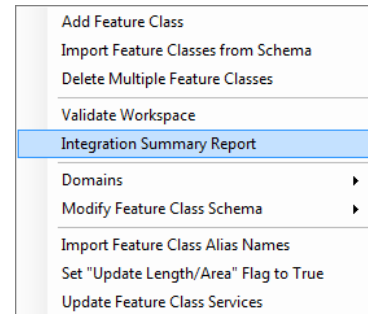 Add Feature Class
Import Feature Classes from Schema
Delete Multiple Feature Classes
Validate Workspace
Integration Summary Report
Domains
Modify Feature Class Schema
Import Feature Class Alias Names
Set "Update Length/Area" Flag to True
Update Feature Class Services